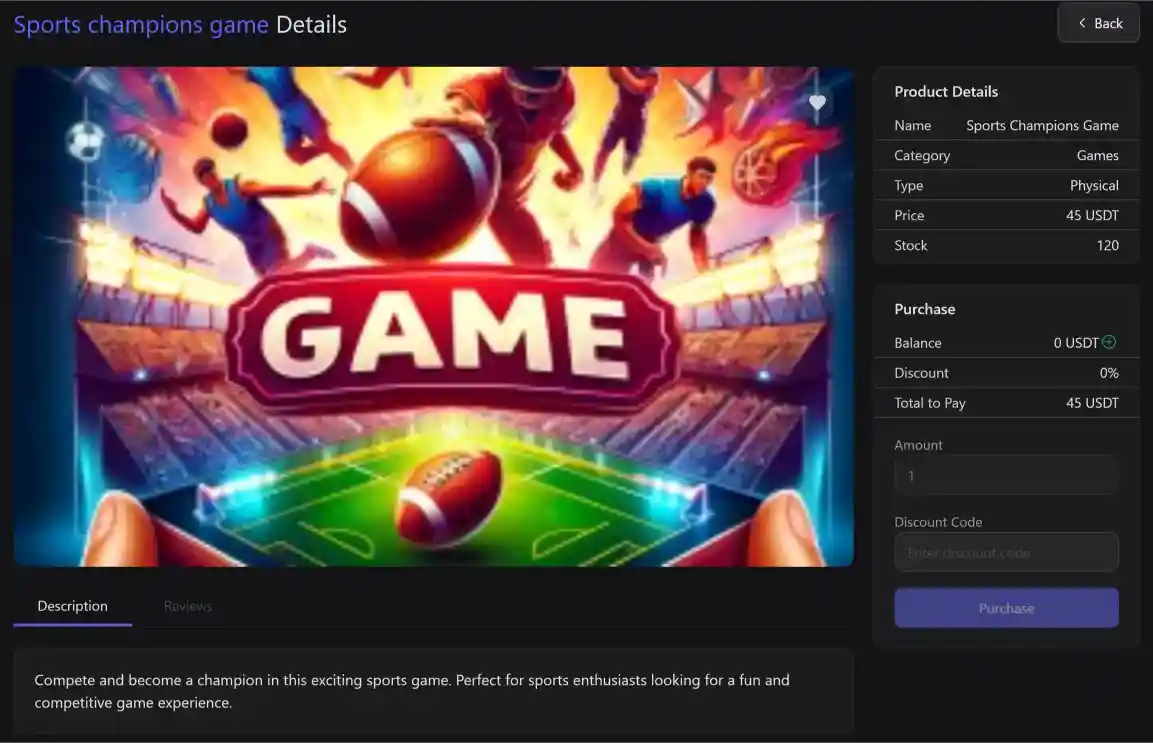 Sports champions game Details
Back
GAME
Product Details
Name Sports Champions Game
Category Games
Type Physical
Price 45 USDT
Stock 120
Purchase
Balance 0 USDT
Discount 0%
Total to Pay 45 USDT
Amount
1
Discount Code
Enter discount code
Purchase
Description Reviews
Compete and become a champion in this exciting sports game. Perfect for sports enthusiasts looking for a fun and
competitive game experience.